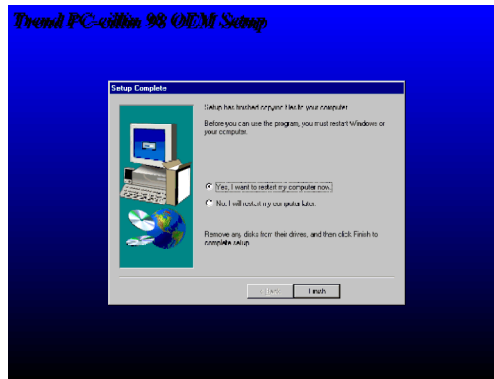 Trend PC-cillin 98 OEM Setup
Setup Complete
Setup has finished copying files to your computer.
Before you can use the program, you must restart Windows or
your computer.
Yes, I want to restart my computer now.
No, I will restart my computer later.
Remove any disks from their drives, and then click Finish to
complete setup.
< Back
Finish